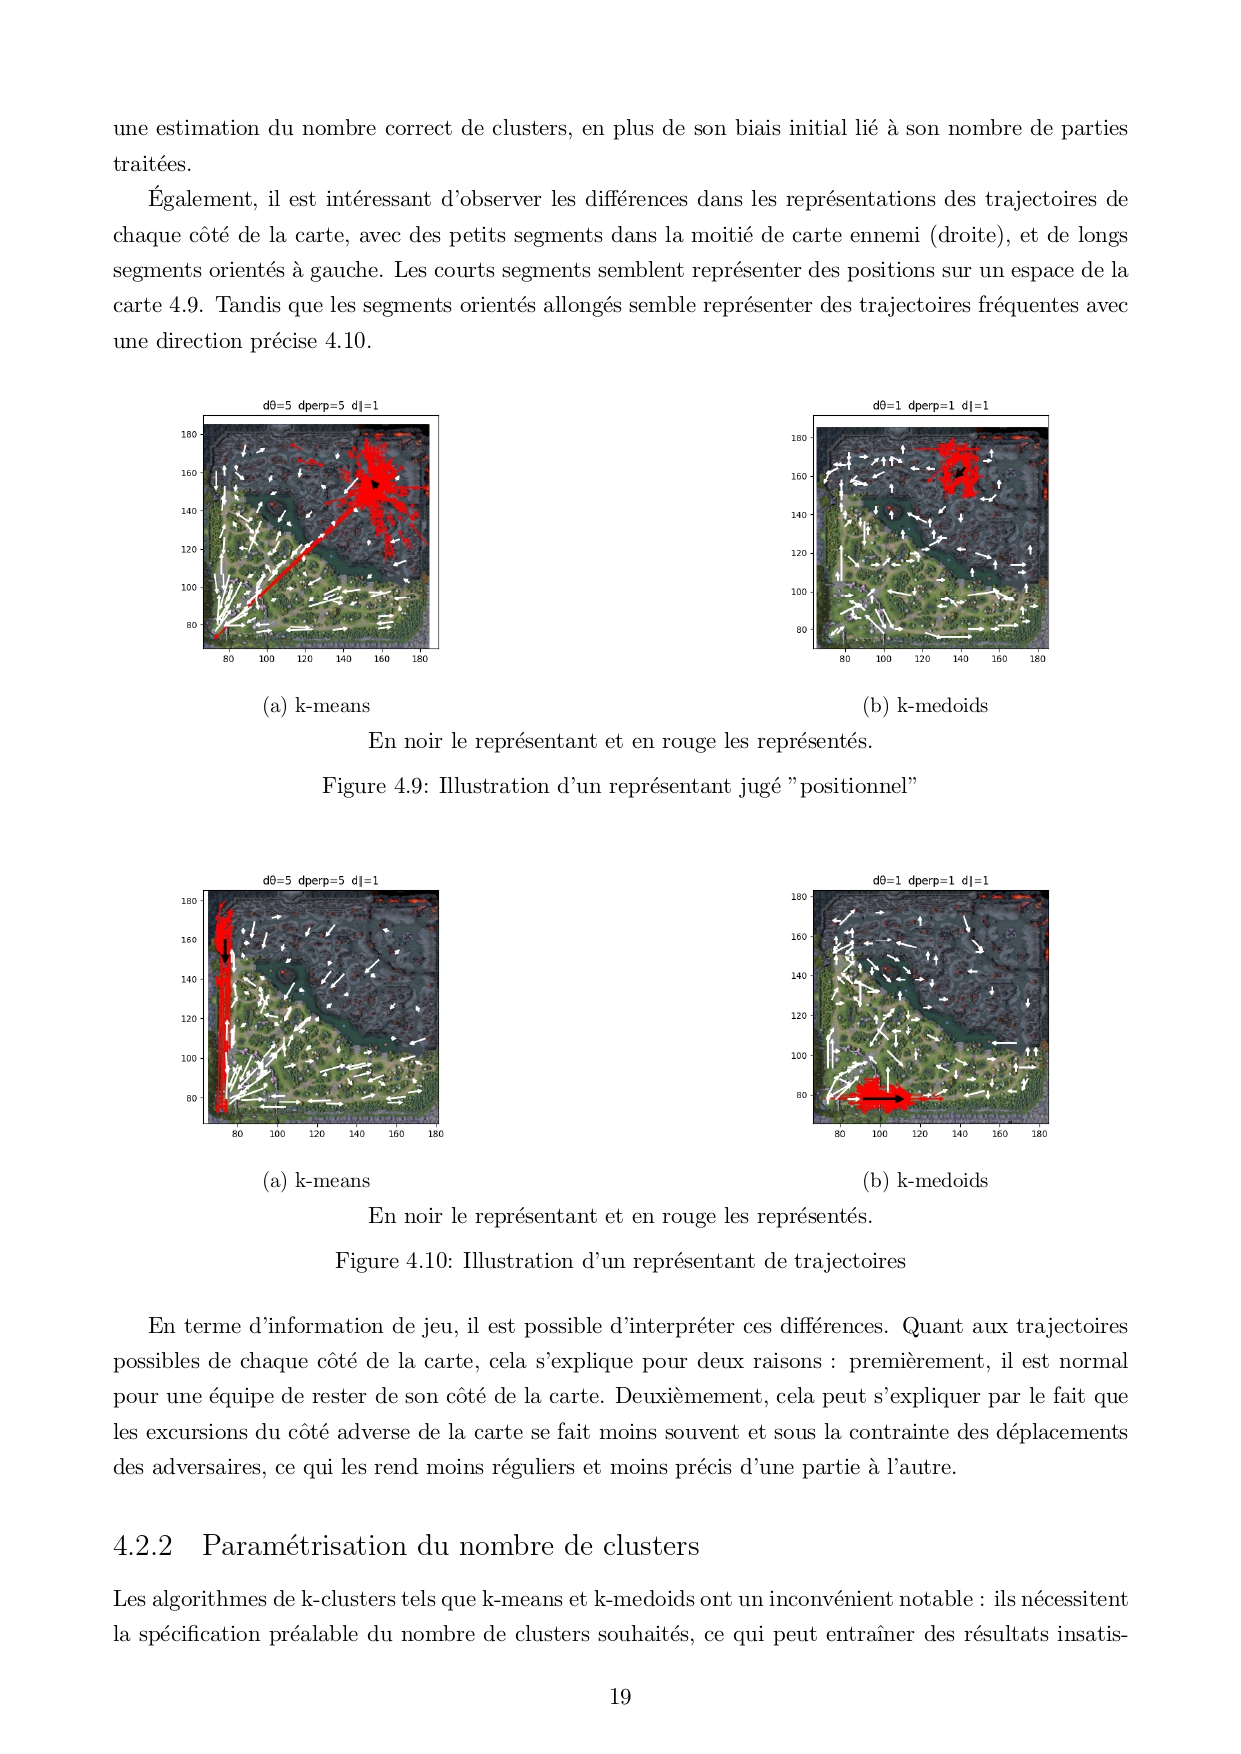 une estimation du nombre correct de clusters, en plus de son biais initial lié à son nombre de parties
traitées.
Également, il est intéressant d'observer les différences dans les représentations des trajectoires de
chaque côté de la carte, avec des petits segments dans la moitié de carte ennemi (droite), et de longs
segments orientés à gauche. Les courts segments semblent représenter des positions sur un espace de la
carte 4.9. Tandis que les segments orientés allongés semble représenter des trajectoires fréquentes avec
une direction précise 4.10.
dθ=5 dperp=5 d∥=1
180
160
140
120
100
80
80 100 120 140 160 180
(a) k-means
dθ=1 dperp=1 d∥=1
180
160
140
120
100
80
80 100 120 140 160 180
(b) k-medoids
En noir le représentant et en rouge les représentés.
Figure 4.9: Illustration d'un représentant jugé "positionnel"
dθ=5 dperp=5 d∥=1
180
160
140
120
100
80
80 100 120 140 160 180
(a) k-means
dθ=1 dperp=1 d∥=1
180
160
140
120
100
80
80 100 120 140 160 180
(b) k-medoids
En noir le représentant et en rouge les représentés.
Figure 4.10: Illustration d'un représentant de trajectoires
En terme d'information de jeu, il est possible d'interpréter ces différences. Quant aux trajectoires
possibles de chaque côté de la carte, cela s'explique pour deux raisons : premièrement, il est normal
pour une équipe de rester de son côté de la carte. Deuxièmement, cela peut s'expliquer par le fait que
les excursions du côté adverse de la carte se fait moins souvent et sous la contrainte des déplacements
des adversaires, ce qui les rend moins réguliers et moins précis d'une partie à l'autre.
4.2.2 Paramétrisation du nombre de clusters
Les algorithmes de k-clusters tels que k-means et k-medoids ont un inconvénient notable : ils nécessitent
la spécification préalable du nombre de clusters souhaités, ce qui peut entraîner des résultats insatis-
19